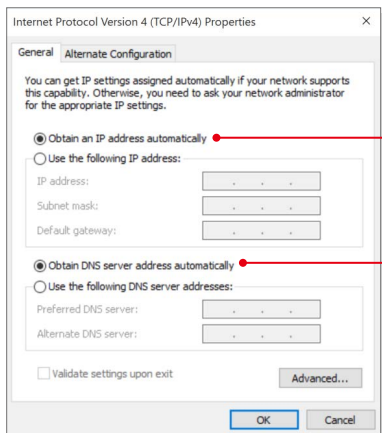 Internet Protocol Version 4 (TCP/IPv4) Properties
General
Alternate Configuration
You can get IP settings assigned automatically if your network supports
this capability. Otherwise, you need to ask your network administrator
for the appropriate IP settings.
Obtain an IP address automatically
Use the following IP address:
IP address:
Subnet mask:
Default gateway:
Obtain DNS server address automatically
Use the following DNS server addresses:
Preferred DNS server:
Alternate DNS server:
Validate settings upon exit
Advanced...
OK
Cancel